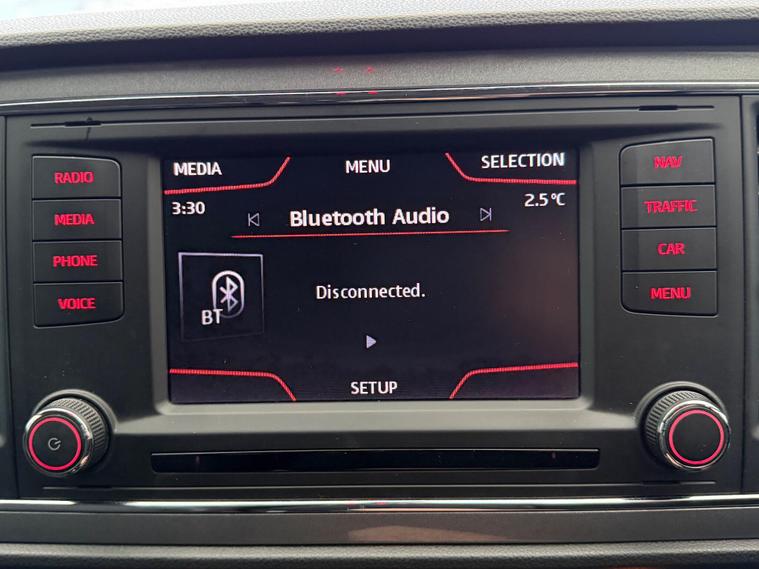 RADIO
MEDIA
PHONE
VOICE
MEDIA MENU SELECTION
3:30 Bluetooth Audio 2.5°C
BT
Disconnected.
SETUP
NAV
TRAFFIC
CAR
MENU